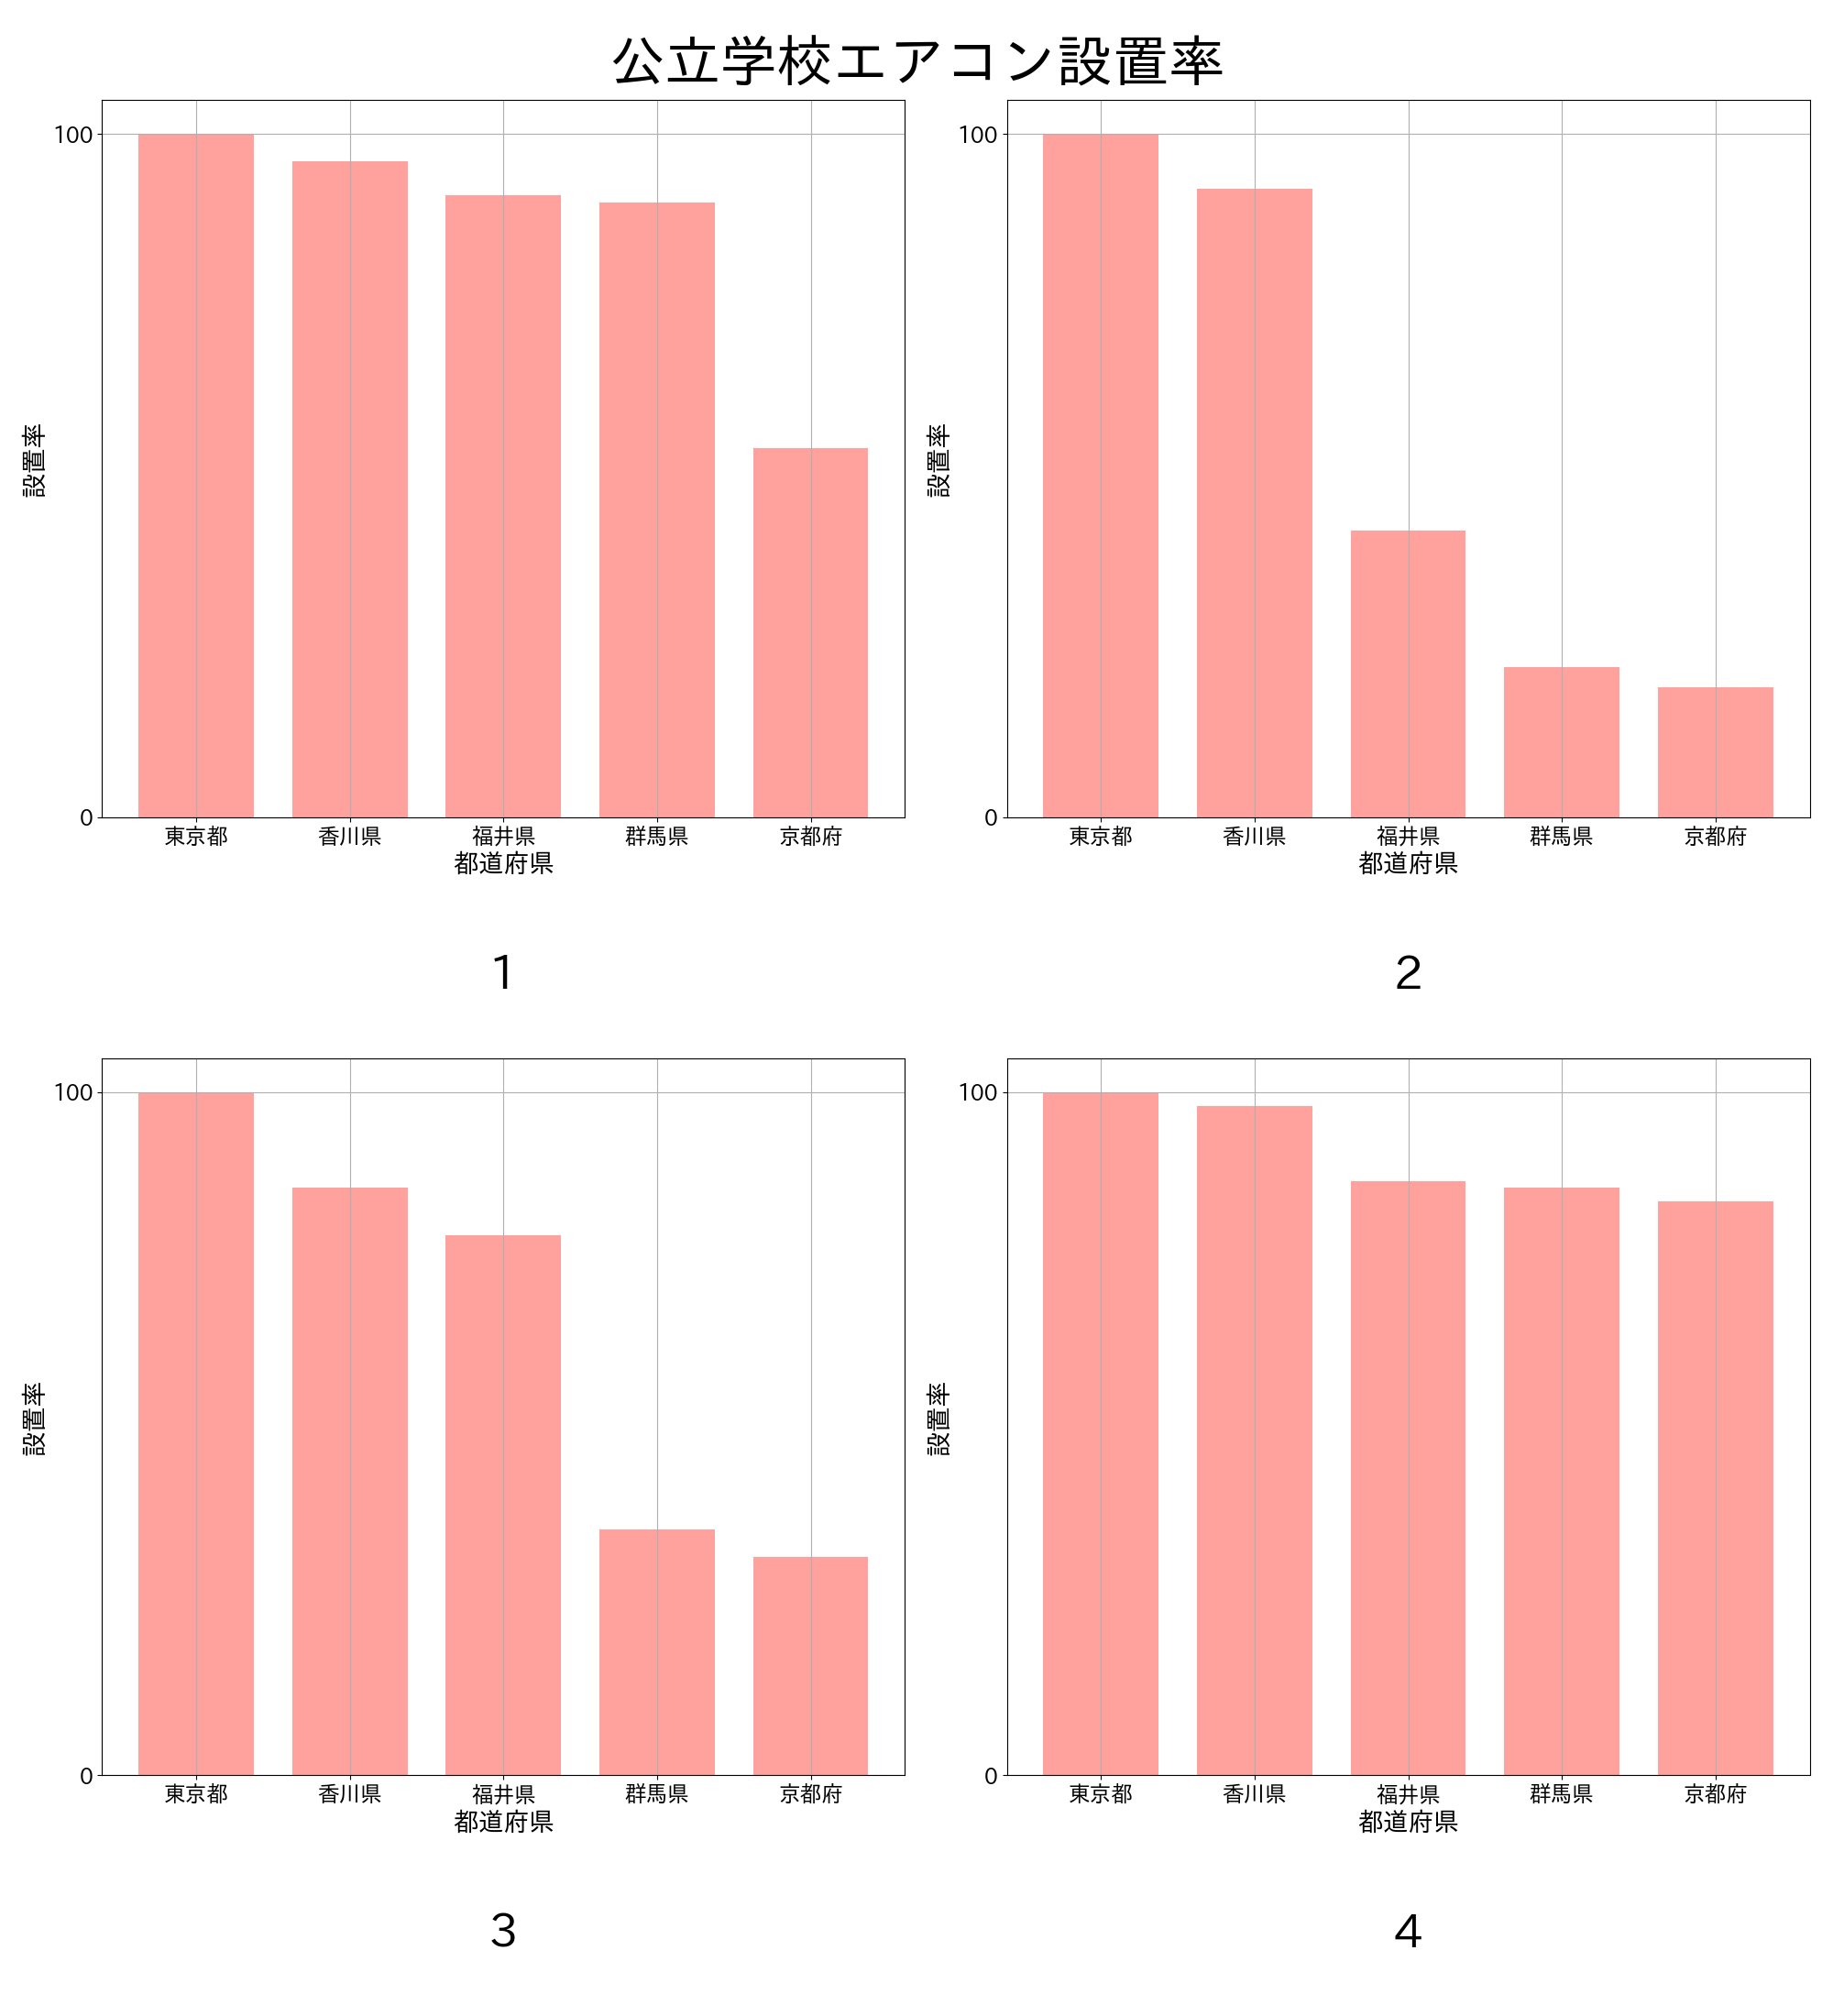 公立学校エアコン設置率
100
0
設置率
東京都 香川県 福井県 群馬県 京都府
都道府県
1
100
0
設置率
東京都 香川県 福井県 群馬県 京都府
都道府県
2
100
0
設置率
東京都 香川県 福井県 群馬県 京都府
都道府県
3
100
0
設置率
東京都 香川県 福井県 群馬県 京都府
都道府県
4